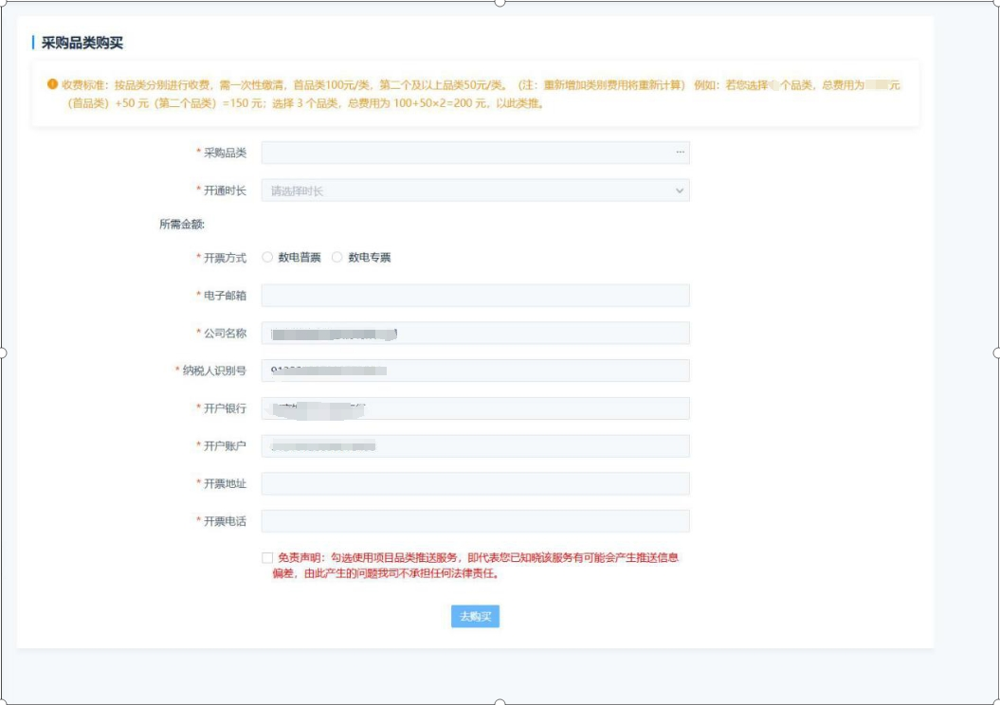 采购品类购买
收费标准：按品类分别进行收费，需一次性缴清，首品类100元/类，第二个及以上品类50元/类。（注：重新增加类别费用将重新计算） 例如：若您选择 个品类，总费用为 元
（首品类）+50 元（第二个品类）=150 元；选择 3 个品类，总费用为 100+50×2=200 元，以此类推。
* 采购品类 ...
* 开通时长 请选择时长
所需金额:
* 开票方式 数电普票 数电专票
* 电子邮箱
* 公司名称
* 纳税人识别号
* 开户银行
* 开户账户
* 开票地址
* 开票电话
免责声明：勾选使用项目品类推送服务，即代表您已知晓该服务有可能会产生推送信息
偏差，由此产生的问题我司不承担任何法律责任。
去购买